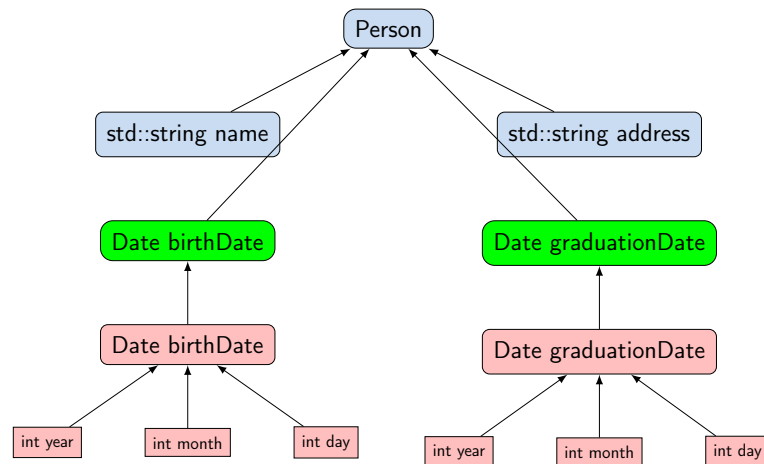 Person
std::string name
std::string address
Date birthDate
Date graduationDate
Date birthDate
Date graduationDate
int year
int month
int day
int year
int month
int day